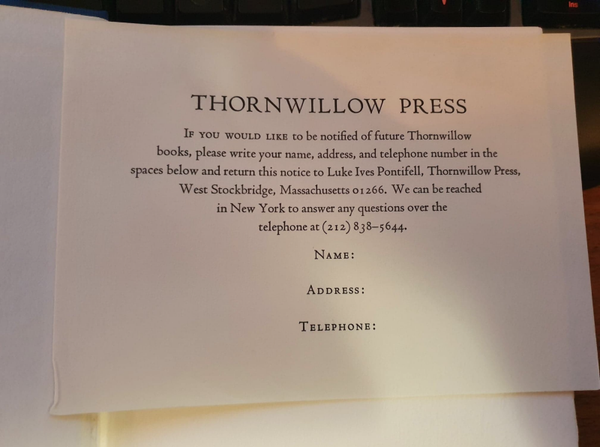 THORNWILLOW PRESS
IF YOU WOULD LIKE to be notified of future Thornwillow
books, please write your name, address, and telephone number in the
spaces below and return this notice to Luke Ives Pontifell, Thornwillow Press,
West Stockbridge, Massachusetts 01266. We can be reached
in New York to answer any questions over the
telephone at (212) 838–5644.
NAME:
ADDRESS:
TELEPHONE: